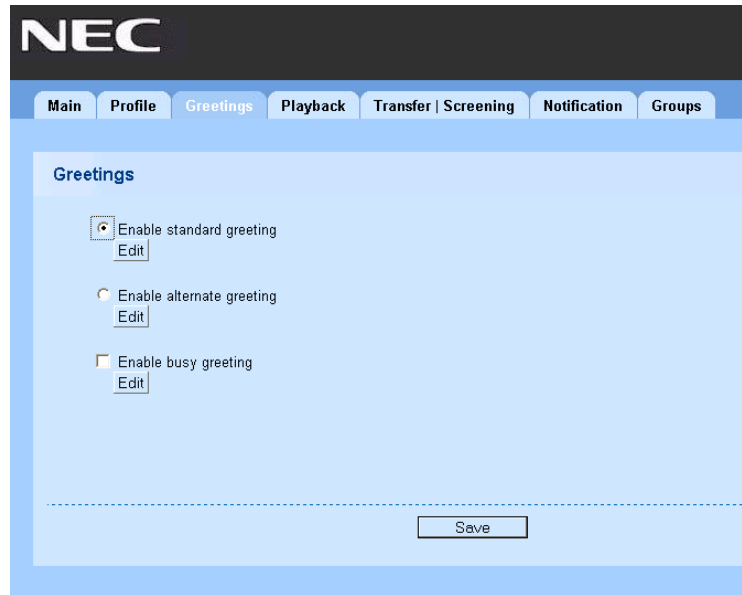 NEC
Main Profile Greetings Playback Transfer | Screening Notification Groups
Greetings
Enable standard greeting
Edit
Enable alternate greeting
Edit
Enable busy greeting
Edit
Save